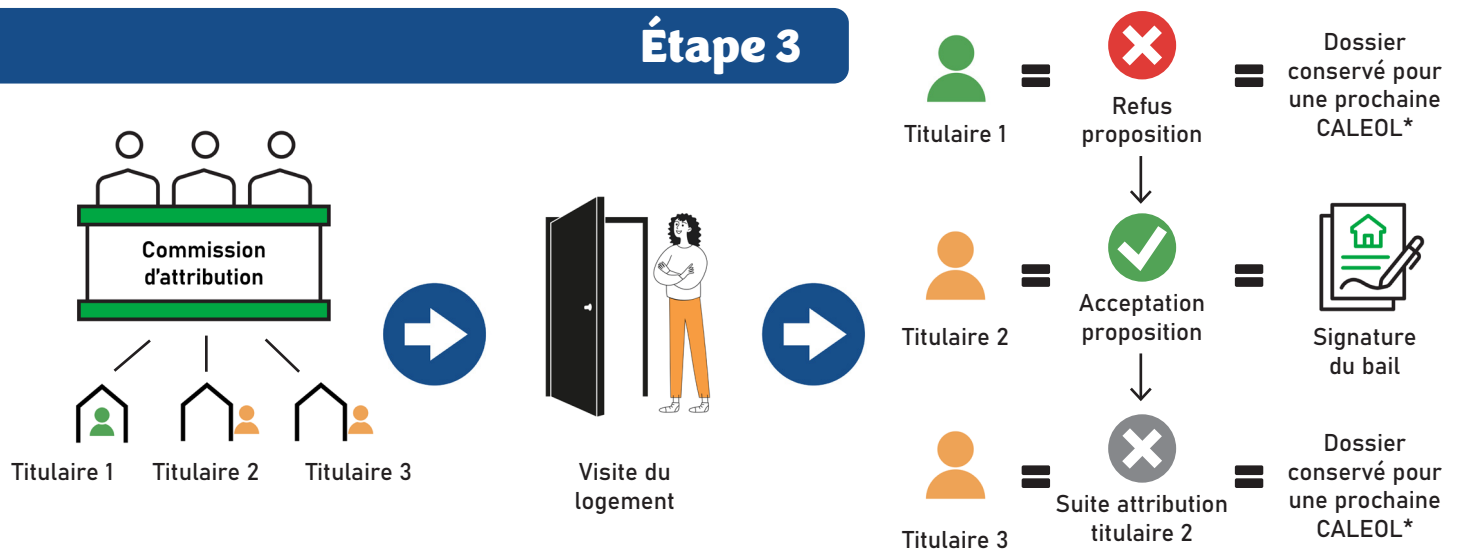 Étape 3
Commission
d'attribution
Titulaire 1
Titulaire 2
Titulaire 3
Visite du
logement
Titulaire 1
Refus
proposition
Dossier
conservé pour
une prochaine
CALEOL*
Titulaire 2
Acceptation
proposition
Signature
du bail
Titulaire 3
Suite attribution
titulaire 2
Dossier
conservé pour
une prochaine
CALEOL*